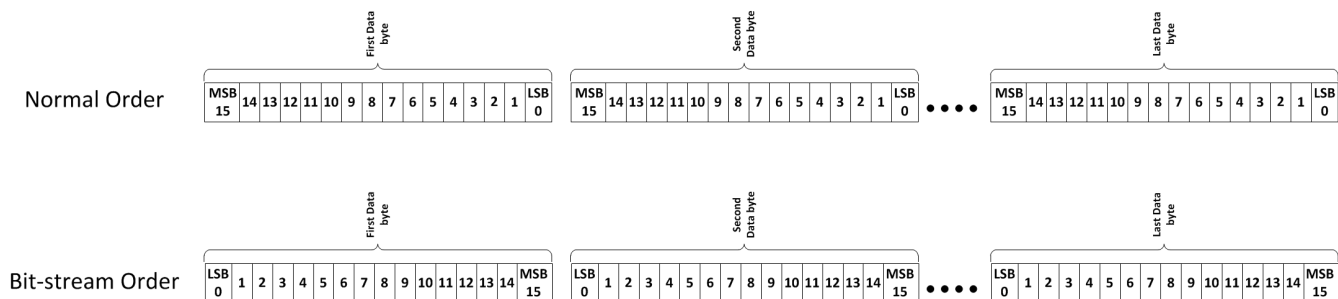 First Data
byte
Second
Data byte
Last Data
byte
Normal Order
MSB 15 14 13 12 11 10 9 8 7 6 5 4 3 2 1 LSB 0
MSB 15 14 13 12 11 10 9 8 7 6 5 4 3 2 1 LSB 0
MSB 15 14 13 12 11 10 9 8 7 6 5 4 3 2 1 LSB 0
First Data
byte
Second
Data byte
Last Data
byte
Bit-stream Order
LSB 0 1 2 3 4 5 6 7 8 9 10 11 12 13 14 MSB 15
LSB 0 1 2 3 4 5 6 7 8 9 10 11 12 13 14 MSB 15
LSB 0 1 2 3 4 5 6 7 8 9 10 11 12 13 14 MSB 15